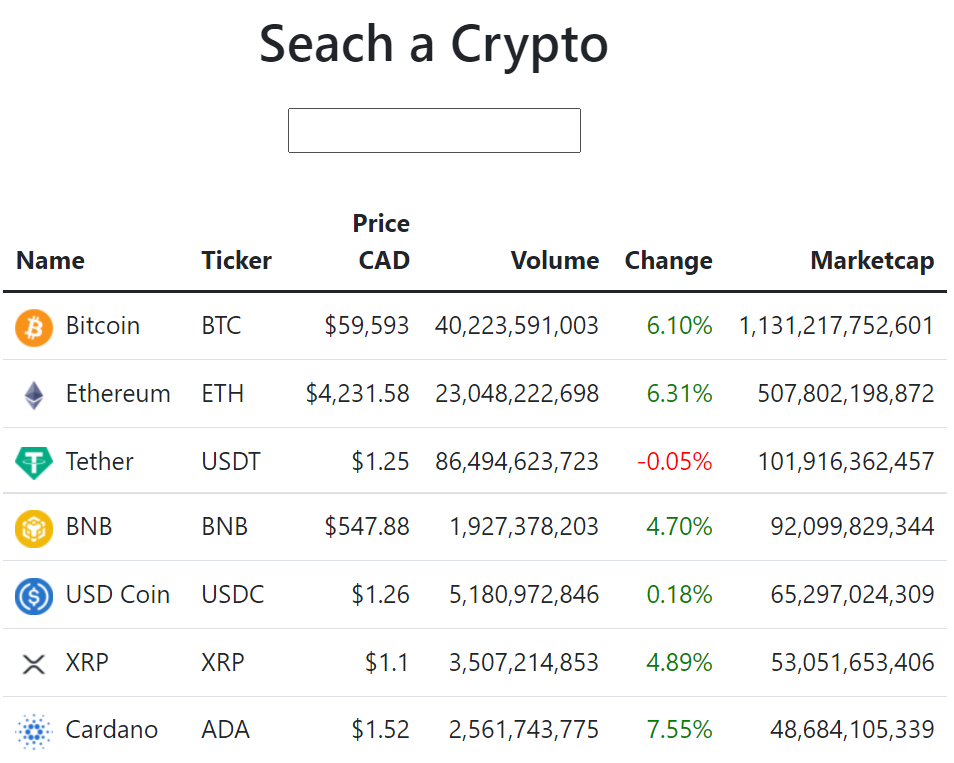 Seach a Crypto
Name Ticker Price CAD Volume Change Marketcap
Bitcoin BTC $59,593 40,223,591,003 6.10% 1,131,217,752,601
Ethereum ETH $4,231.58 23,048,222,698 6.31% 507,802,198,872
Tether USDT $1.25 86,494,623,723 -0.05% 101,916,362,457
BNB BNB $547.88 1,927,378,203 4.70% 92,099,829,344
USD Coin USDC $1.26 5,180,972,846 0.18% 65,297,024,309
XRP XRP $1.1 3,507,214,853 4.89% 53,051,653,406
Cardano ADA $1.52 2,561,743,775 7.55% 48,684,105,339